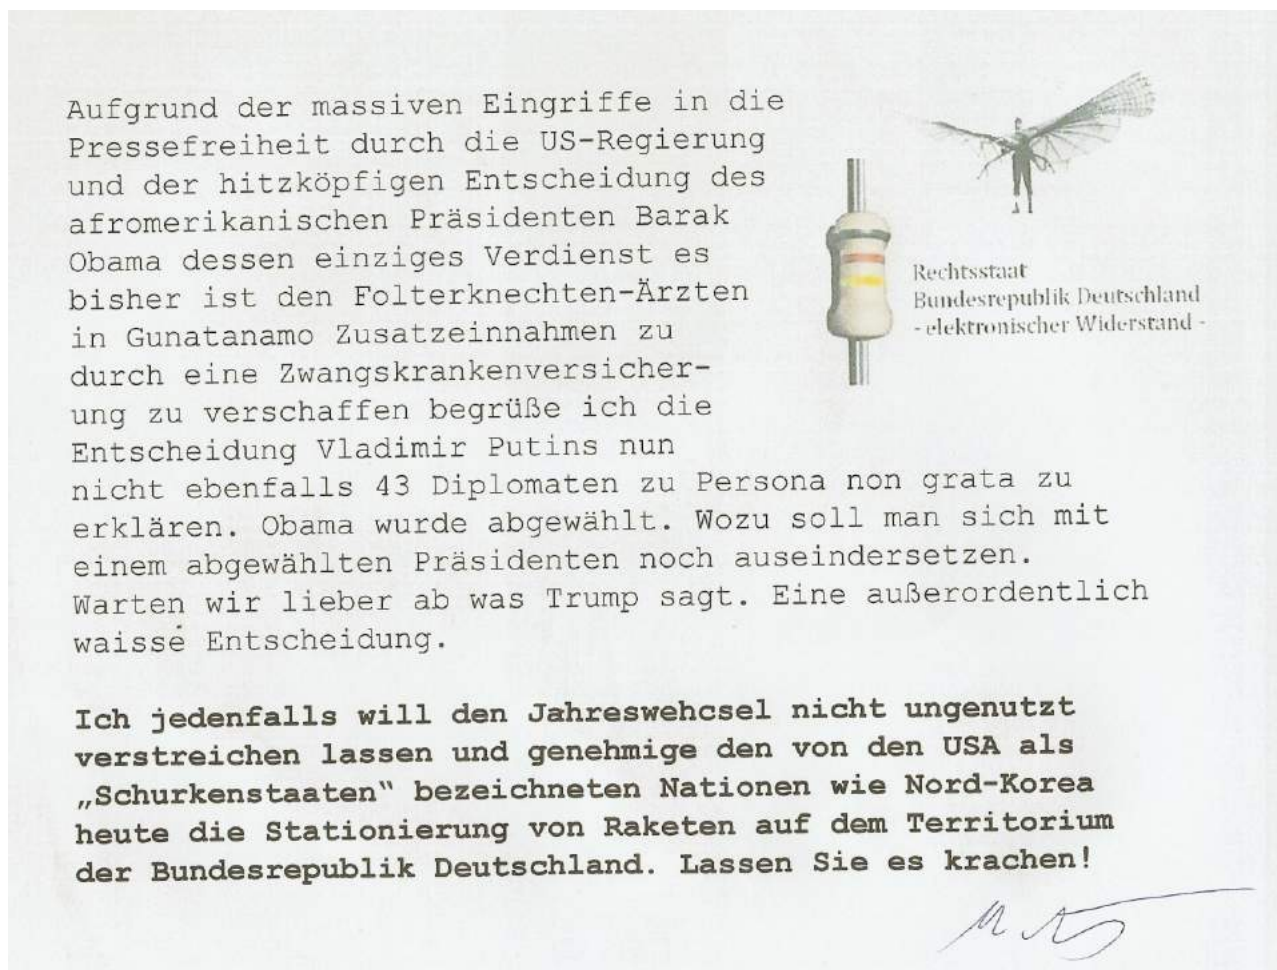 Aufgrund der massiven Eingriffe in die
Pressefreiheit durch die US-Regierung
und der hitzköpfigen Entscheidung des
afromerikanischen Präsidenten Barak
Obama dessen einziges Verdienst es
bisher ist den Folterknechten-Ärzten
in Gunatanamo Zusatzeinnahmen zu
durch eine Zwangskrankenversicher-
ung zu verschaffen begrüße ich die
Entscheidung Vladimir Putins nun
nicht ebenfalls 43 Diplomaten zu Persona non grata zu
erklären. Obama wurde abgewählt. Wozu soll man sich mit
einem abgewählten Präsidenten noch auseindersetzen.
Warten wir lieber ab was Trump sagt. Eine außerordentlich
waisse Entscheidung.
Rechtsstaat
Bundesrepublik Deutschland
- elektronischer Widerstand -
Ich jedenfalls will den Jahreswehcsel nicht ungenutzt
verstreichen lassen und genehmige den von den USA als
„Schurkenstaaten“ bezeichneten Nationen wie Nord-Korea
heute die Stationierung von Raketen auf dem Territorium
der Bundesrepublik Deutschland. Lassen Sie es krachen!